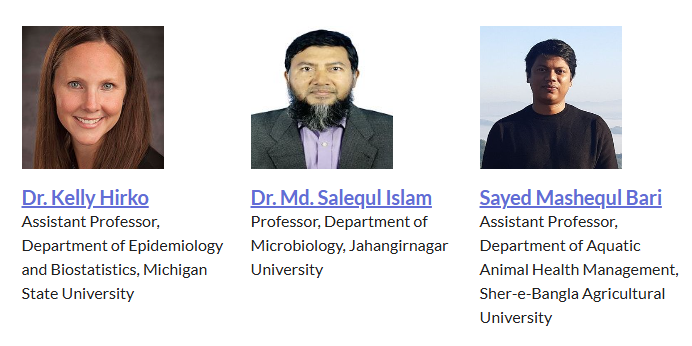 Dr. Kelly Hirko
Assistant Professor,
Department of Epidemiology
and Biostatistics, Michigan
State University
Dr. Md. Salequl Islam
Professor, Department of
Microbiology, Jahangirnagar
University
Sayed Mashequl Bari
Assistant Professor,
Department of Aquatic
Animal Health Management,
Sher-e-Bangla Agricultural
University